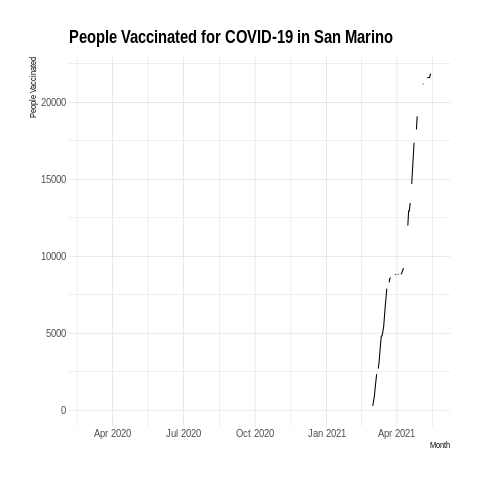 People Vaccinated for COVID-19 in San Marino
People Vaccinated
20000
15000
10000
5000
0
Apr 2020 Jul 2020 Oct 2020 Jan 2021 Apr 2021
Month